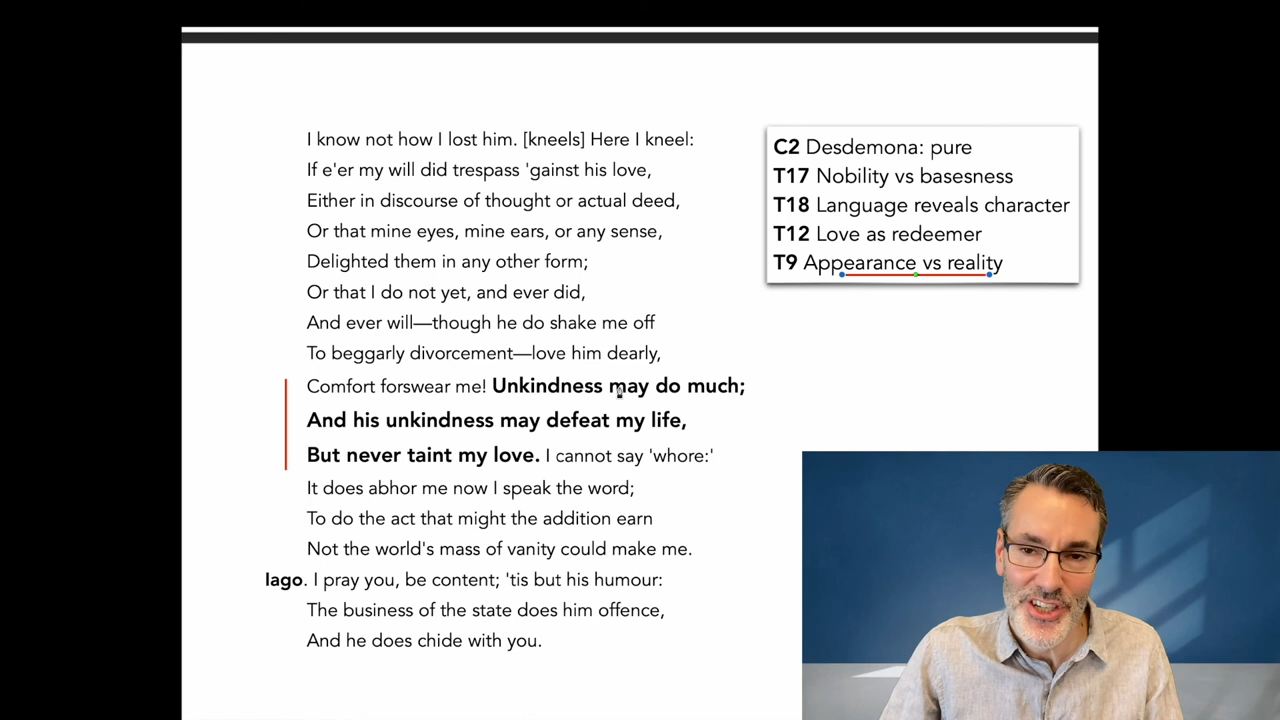 I know not how I lost him. [kneels] Here I kneel:
If e'er my will did trespass 'gainst his love,
Either in discourse of thought or actual deed,
Or that mine eyes, mine ears, or any sense,
Delighted them in any other form;
Or that I do not yet, and ever did,
And ever will—though he do shake me off
To beggarly divorcement—love him dearly,
Comfort forswear me! Unkindness may do much;
And his unkindness may defeat my life,
But never taint my love. I cannot say 'whore:'
It does abhor me now I speak the word;
To do the act that might the addition earn
Not the world's mass of vanity could make me.
Iago. I pray you, be content; 'tis but his humour:
The business of the state does him offence,
And he does chide with you.
C2 Desdemona: pure
T17 Nobility vs basesness
T18 Language reveals character
T12 Love as redeemer
T9 Appearance vs reality